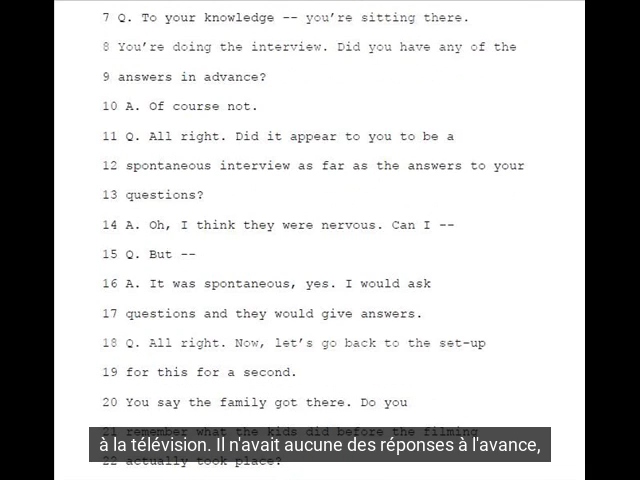 7 Q. To your knowledge -- you're sitting there.
8 You're doing the interview. Did you have any of the
9 answers in advance?
10 A. Of course not.
11 Q. All right. Did it appear to you to be a
12 spontaneous interview as far as the answers to your
13 questions?
14 A. Oh, I think they were nervous. Can I --
15 Q. But --
16 A. It was spontaneous, yes. I would ask
17 questions and they would give answers.
18 Q. All right. Now, let's go back to the set-up
19 for this for a second.
20 You say the family got there. Do you
21 remember what the kids did before the filming
à la télévision. Il n'avait aucune des réponses à l'avance,
22 actually took place?